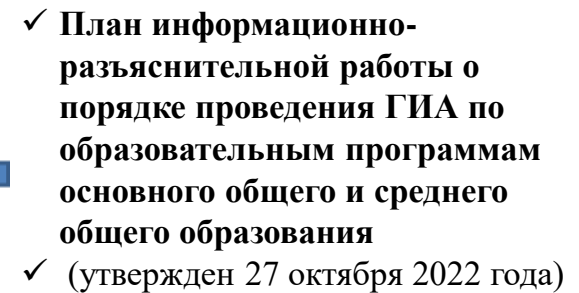 ✓ План информационно-
разъяснительной работы о
порядке проведения ГИА по
образовательным программам
основного общего и среднего
общего образования
✓ (утвержден 27 октября 2022 года)